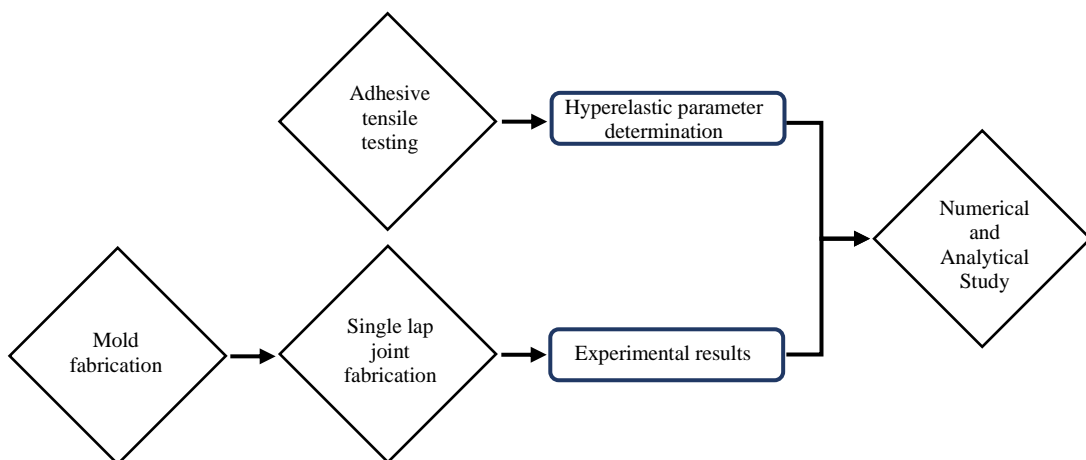 Adhesive
tensile
testing
Hyperelastic parameter
determination
Numerical
and
Analytical
Study
Mold
fabrication
Single lap
joint
fabrication
Experimental results